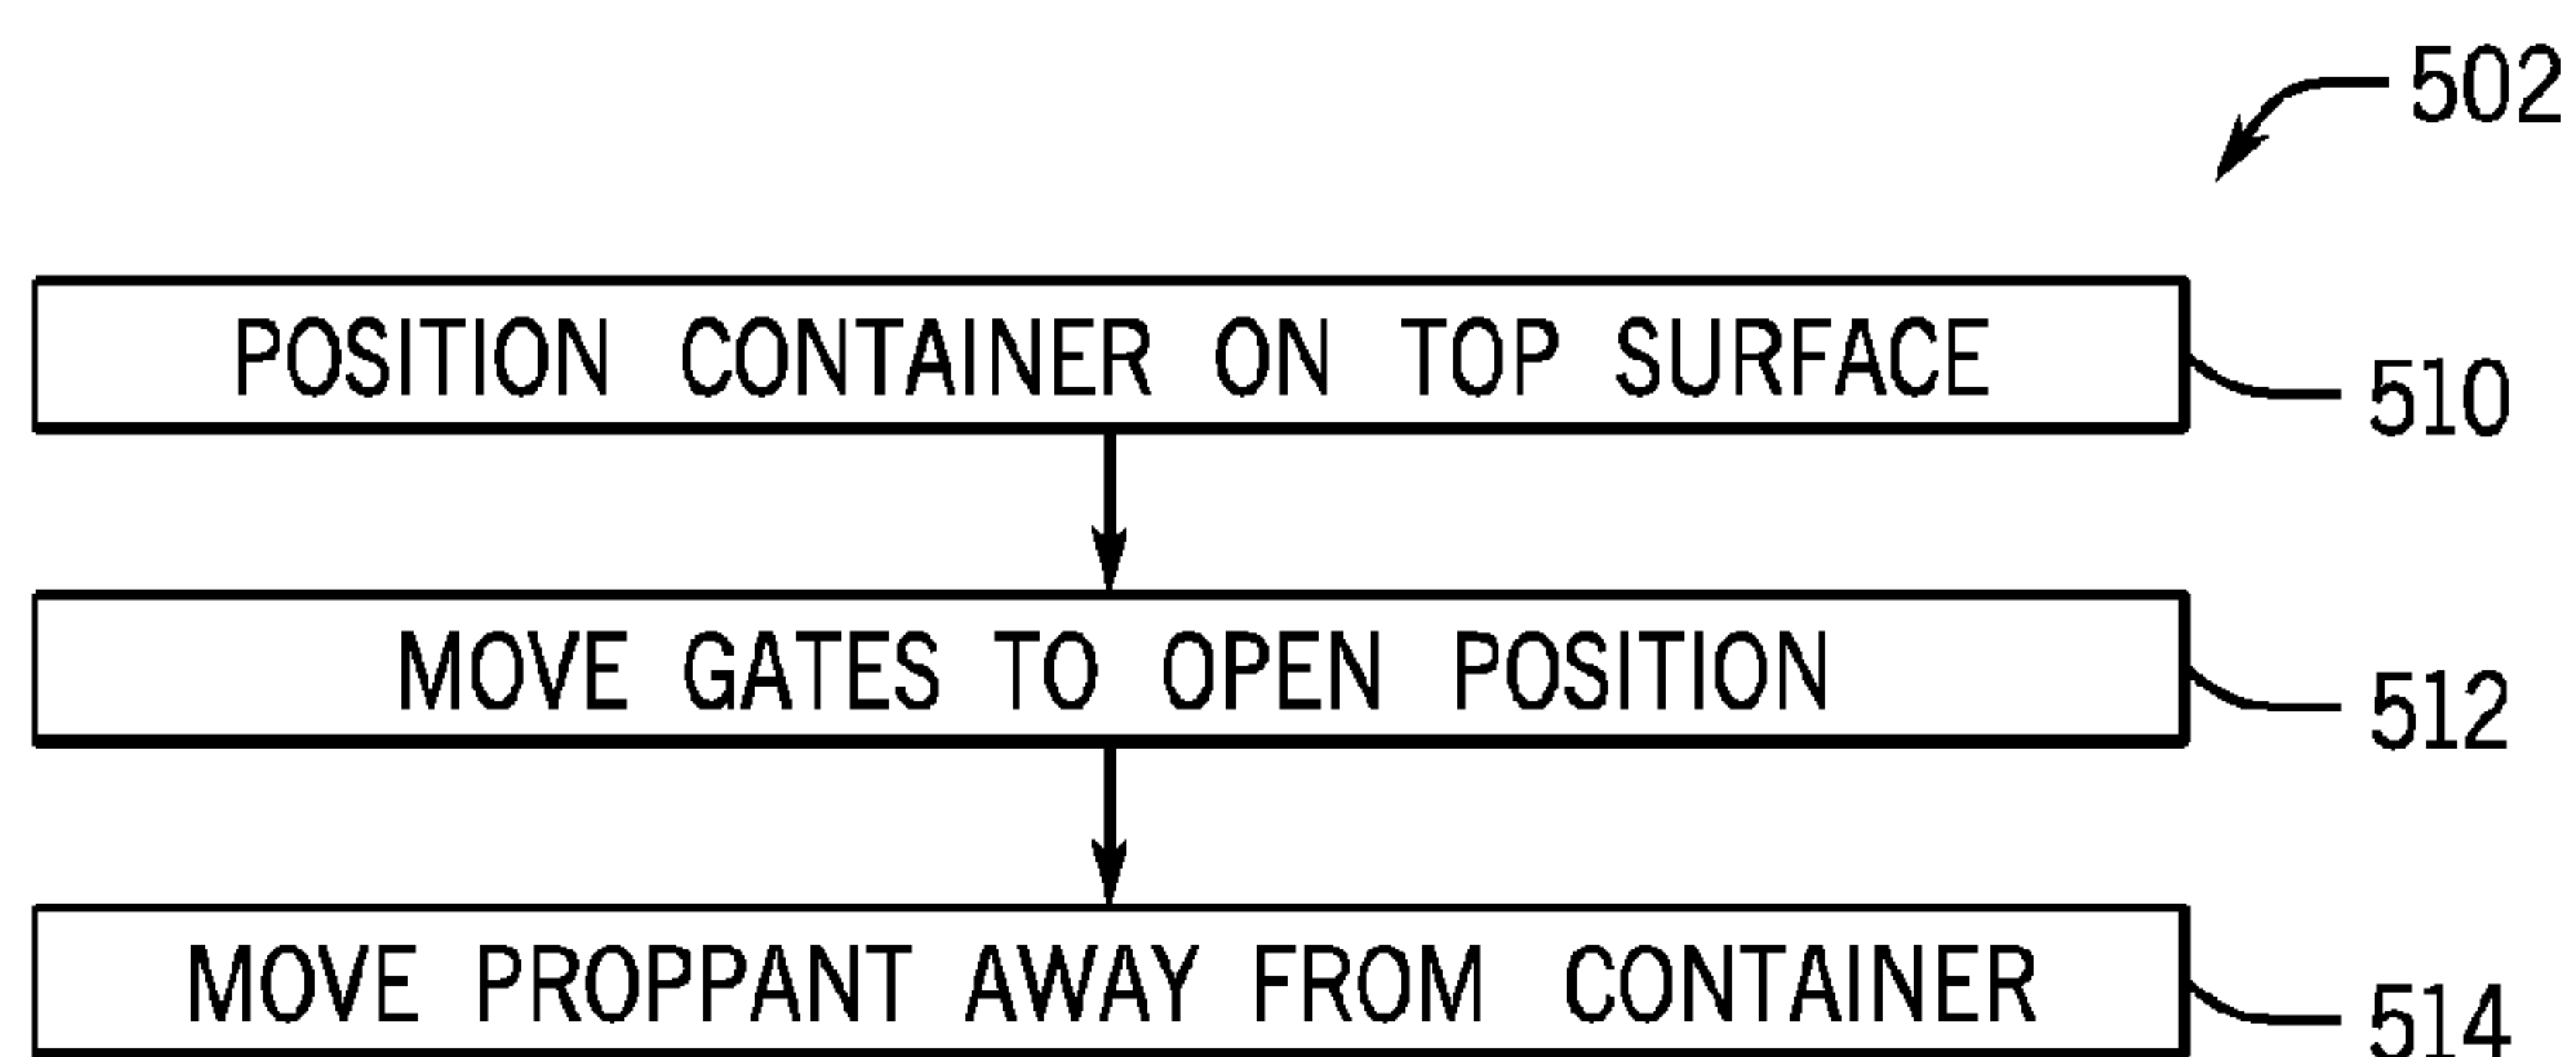 502
POSITION CONTAINER ON TOP SURFACE
510
MOVE GATES TO OPEN POSITION
512
MOVE PROPPANT AWAY FROM CONTAINER
514